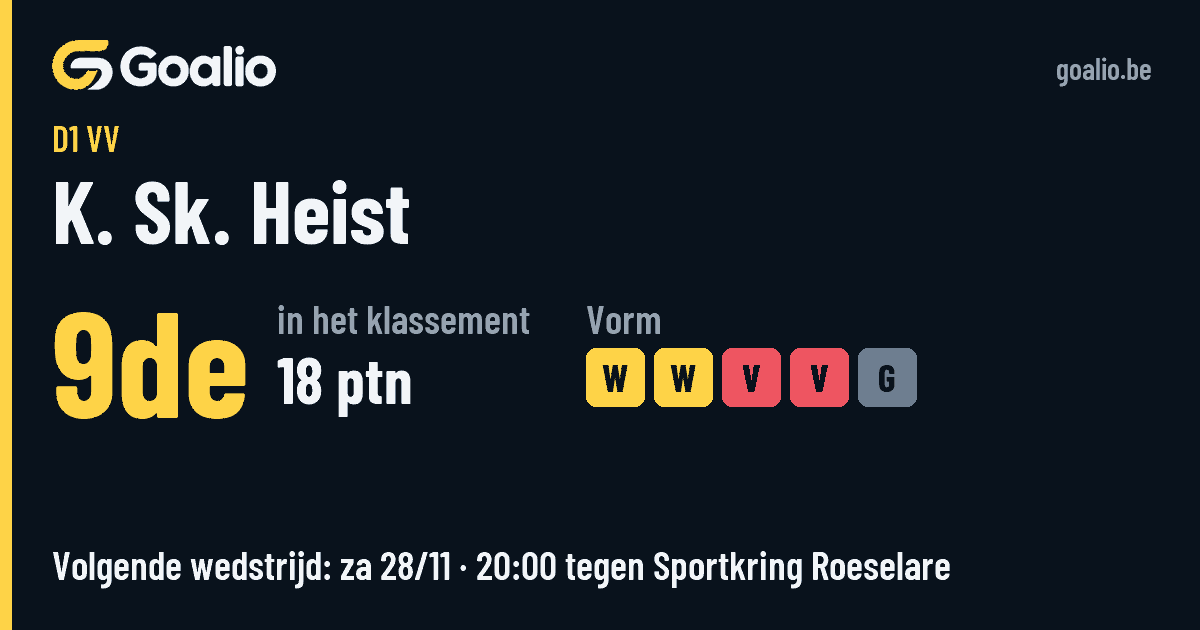 Goalio
goalio.be
D1 VV
K. Sk. Heist
9de
in het klassement
18 ptn
Vorm
W W V V G
Volgende wedstrijd: za 28/11 · 20:00 tegen Sportkring Roeselare